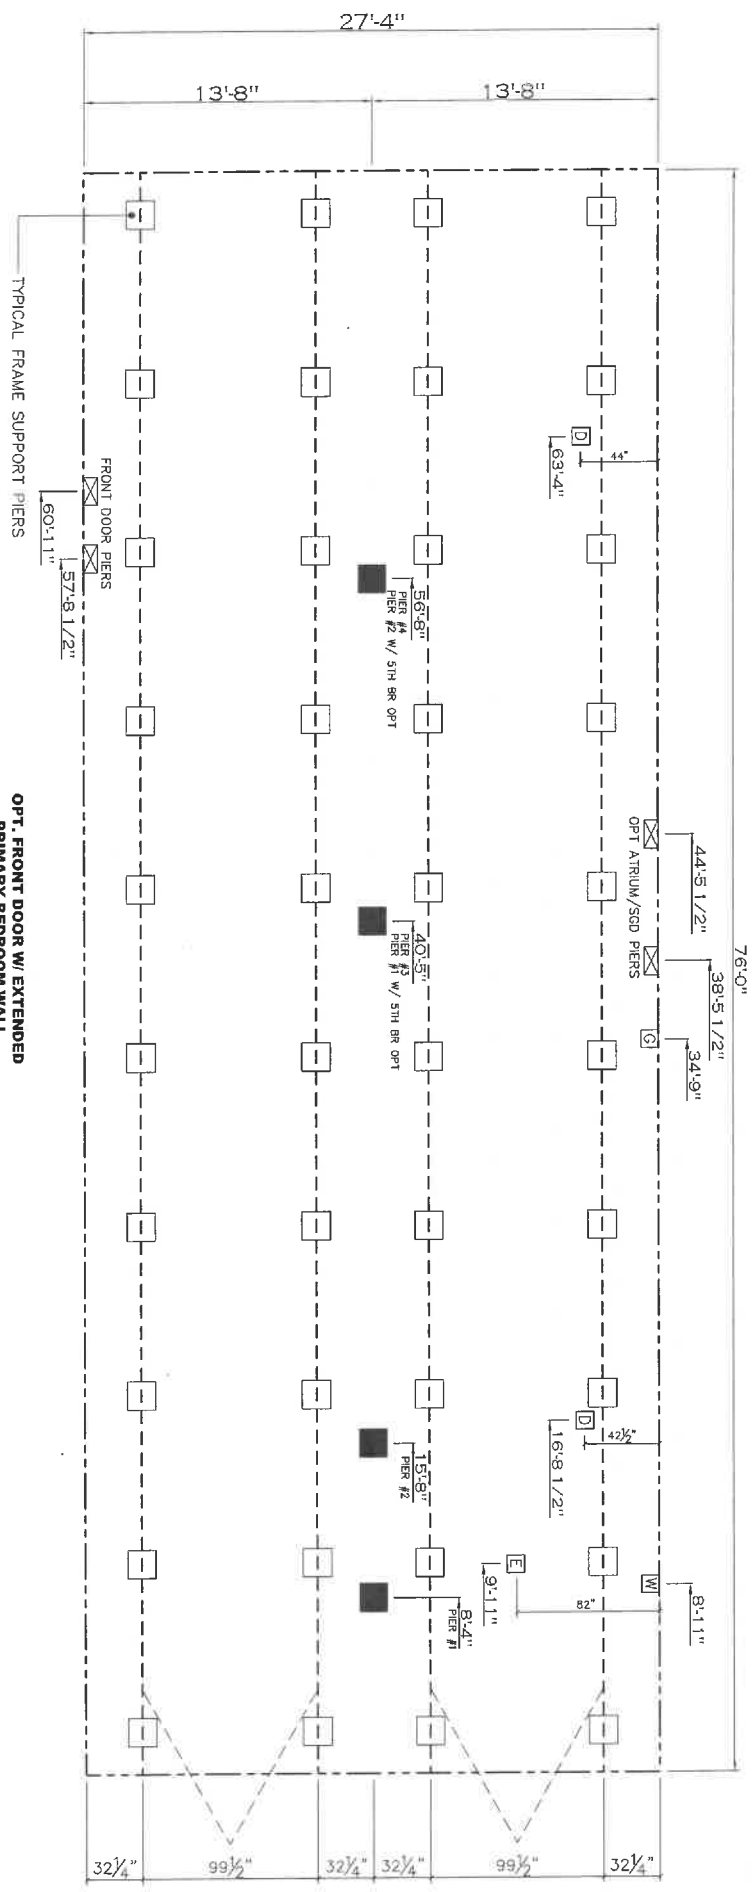 27'-4"
13'-8"
13'-8"
76'-0"
TYPICAL FRAME SUPPORT PIERS
FRONT DOOR PIERS
60'-11"
57'-8 1/2"
D
44"
63'-4"
56'-8"
PIER #4
PIER #2 W/ 5TH BR OPT
OPT ATRIUM/SGD PIERS
44'-5 1/2"
38'-5 1/2"
40'-5"
PIER #3
PIER #1 W/ 5TH BR OPT
G
34'-9"
OPT. FRONT DOOR W/ EXTENDED
PRIMARY BEDROOM WALL
D
42½"
16'-8 1/2"
15'-8"
PIER #2
E
9'-11"
82"
W
8'-11"
8'-4"
PIER #1
32¼"
99½"
32¼"
32¼"
99½"
32¼"